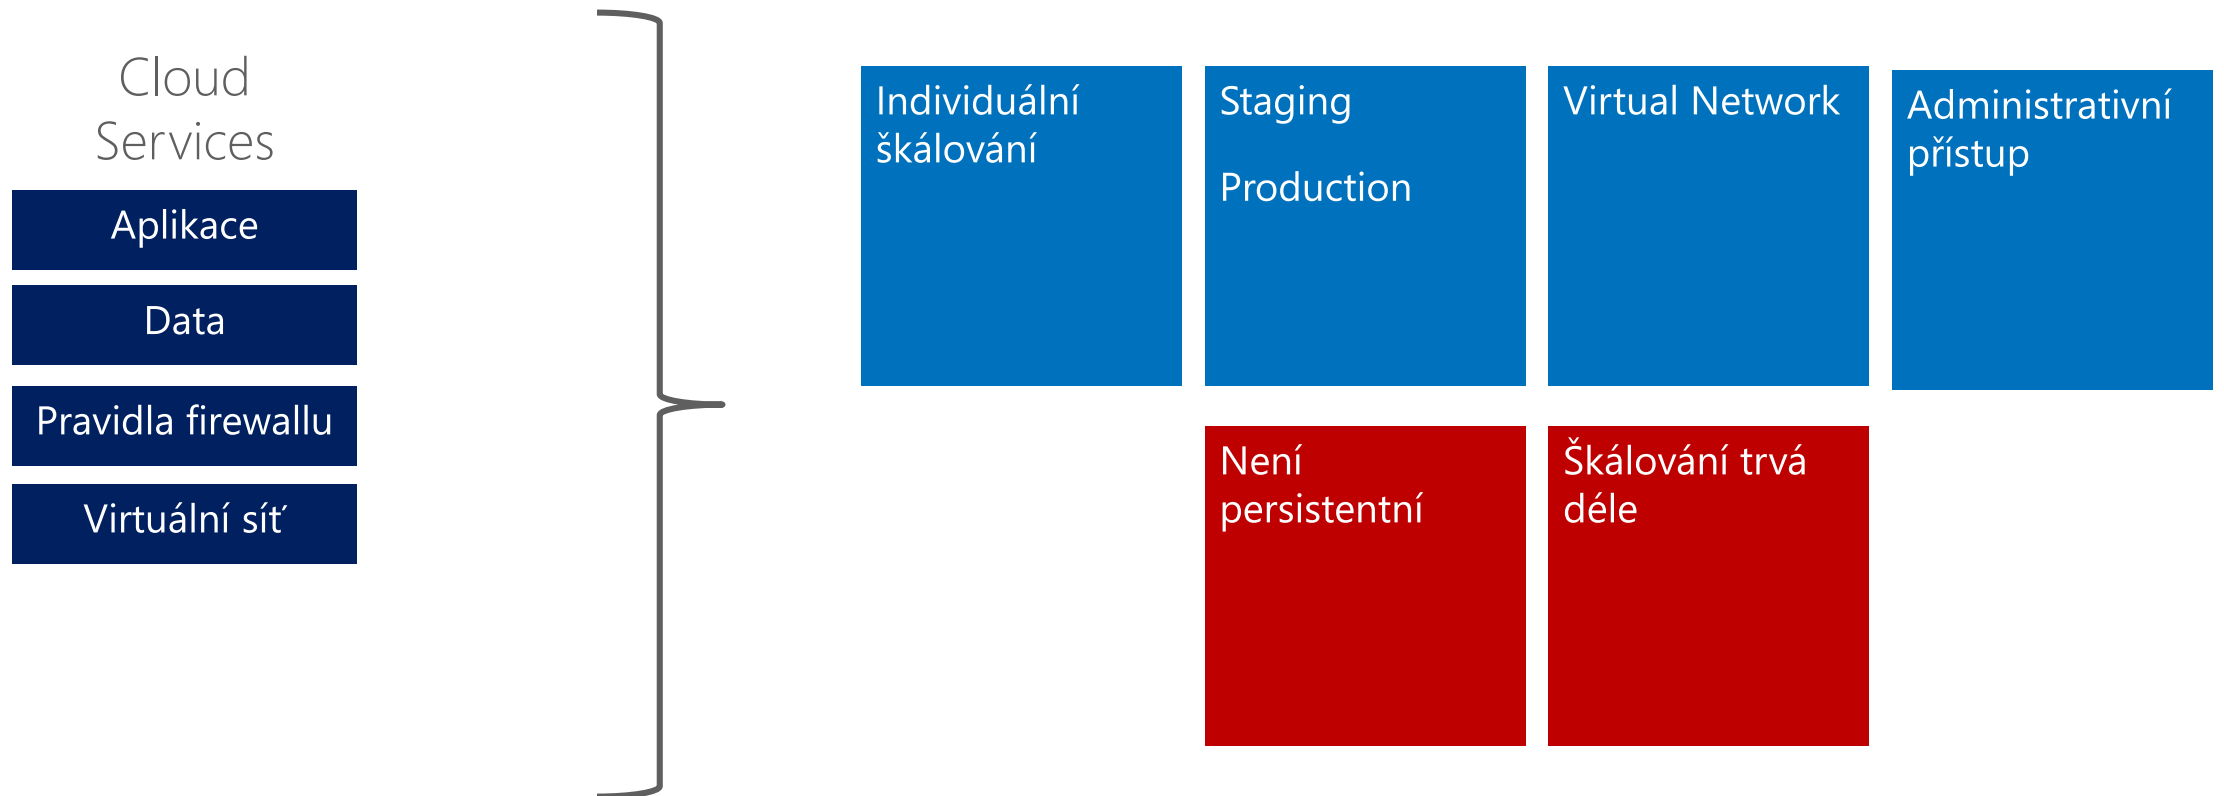 Cloud
Services
Aplikace
Data
Pravidla firewallu
Virtuální síť
Individuální
škálování
Staging
Production
Virtual Network
Administrativní
přístup
Není
persistentní
Škálování trvá
déle